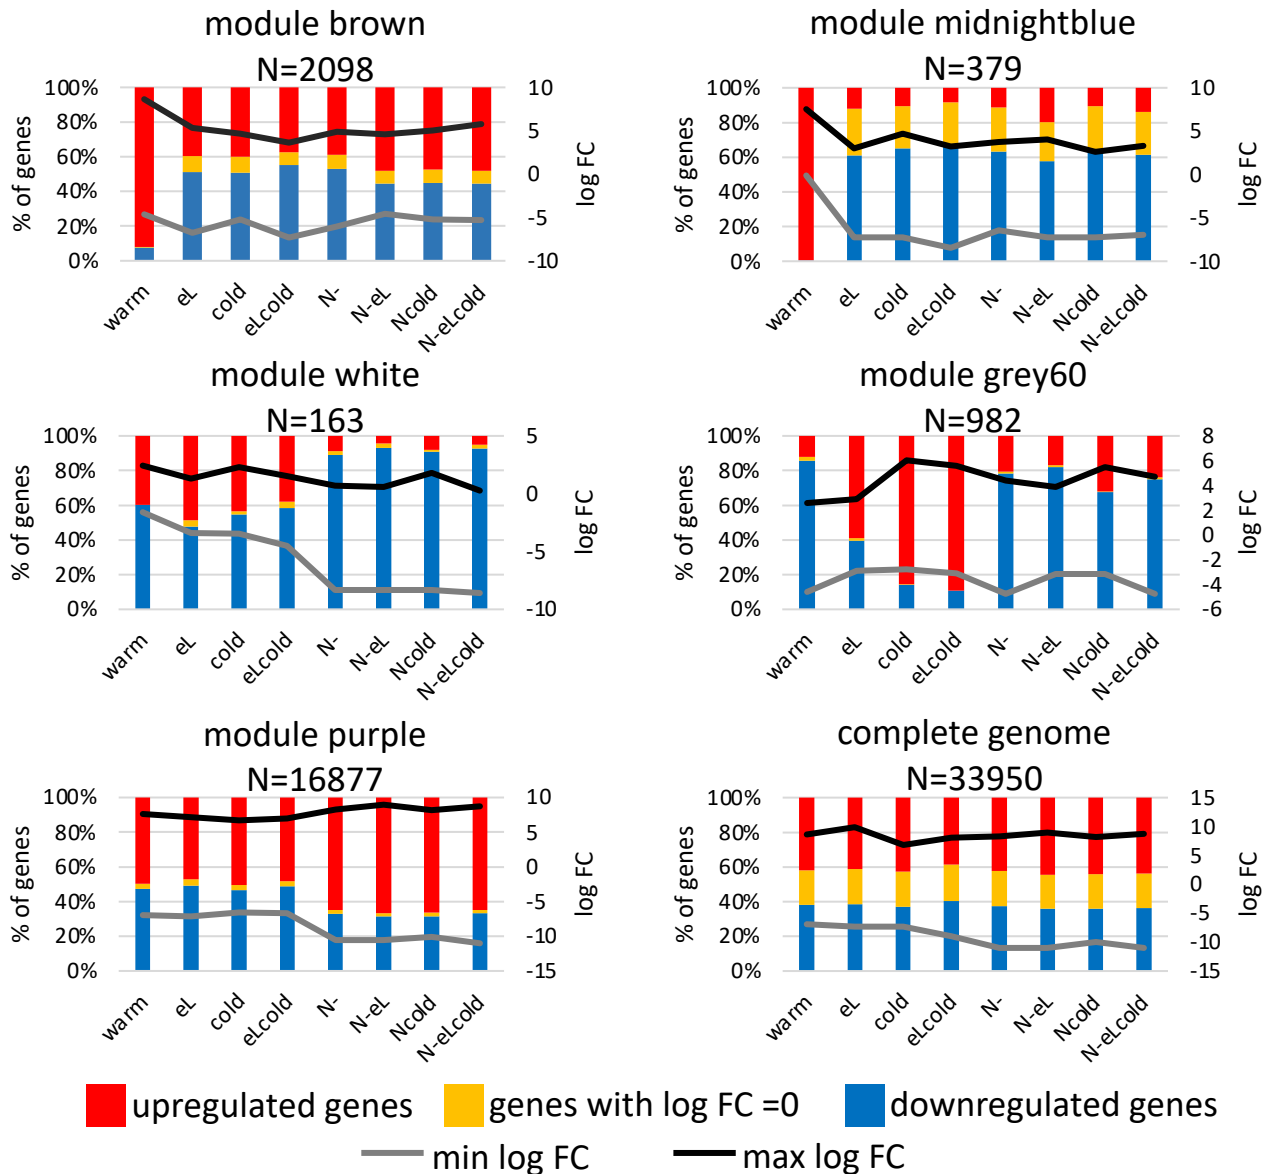 module brown
N=2098
100%
80%
60%
40%
20%
0%
% of genes
10
5
0
-5
-10
log FC
warm
eL
cold
eLcold
N-
N-eL
Ncold
N-eLcold
module midnightblue
N=379
100%
80%
60%
40%
20%
0%
% of genes
10
5
0
-5
-10
log FC
warm
eL
cold
eLcold
N-
N-eL
Ncold
N-eLcold
module white
N=163
100%
80%
60%
40%
20%
0%
% of genes
5
0
-5
-10
log FC
warm
eL
cold
eLcold
N-
N-eL
Ncold
N-eLcold
module grey60
N=982
100%
80%
60%
40%
20%
0%
% of genes
8
6
4
2
0
-2
-4
-6
log FC
warm
eL
cold
eLcold
N-
N-eL
Ncold
N-eLcold
module purple
N=16877
100%
80%
60%
40%
20%
0%
% of genes
10
5
0
-5
-10
-15
log FC
warm
eL
cold
eLcold
N-
N-eL
Ncold
N-eLcold
complete genome
N=33950
100%
80%
60%
40%
20%
0%
% of genes
15
10
5
0
-5
-10
-15
log FC
warm
eL
cold
eLcold
N-
N-eL
Ncold
N-eLcold
upregulated genes genes with log FC =0 downregulated genes
min log FC max log FC